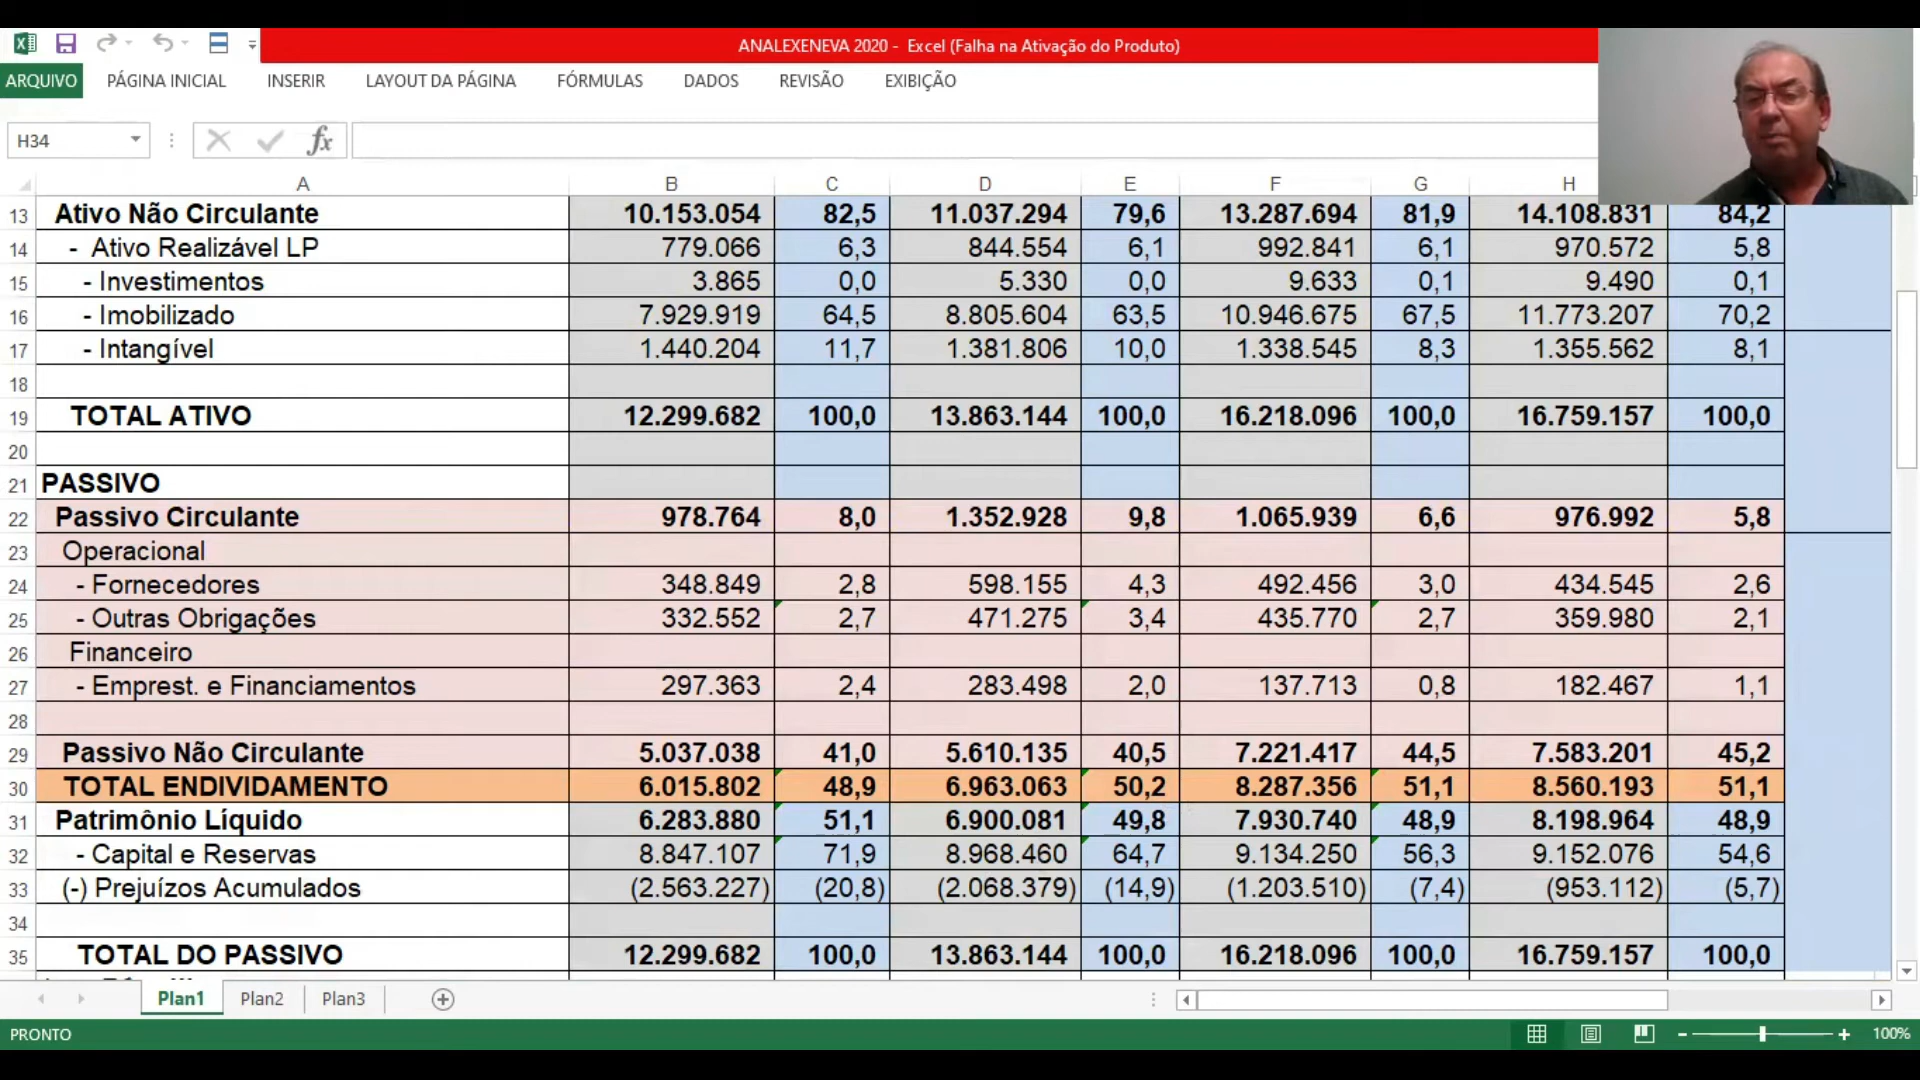 ANALEXENEVA 2020 - Excel (Falha na Ativação do Produto)
ARQUIVO PÁGINA INICIAL INSERIR LAYOUT DA PÁGINA FÓRMULAS DADOS REVISÃO EXIBIÇÃO
H34 fx
A B C D E F G H
13 Ativo Não Circulante 10.153.054 82,5 11.037.294 79,6 13.287.694 81,9 14.108.831 84,2
14 - Ativo Realizável LP 779.066 6,3 844.554 6,1 992.841 6,1 970.572 5,8
15 - Investimentos 3.865 0,0 5.330 0,0 9.633 0,1 9.490 0,1
16 - Imobilizado 7.929.919 64,5 8.805.604 63,5 10.946.675 67,5 11.773.207 70,2
17 - Intangível 1.440.204 11,7 1.381.806 10,0 1.338.545 8,3 1.355.562 8,1
18
19 TOTAL ATIVO 12.299.682 100,0 13.863.144 100,0 16.218.096 100,0 16.759.157 100,0
20
21 PASSIVO
22 Passivo Circulante 978.764 8,0 1.352.928 9,8 1.065.939 6,6 976.992 5,8
23 Operacional
24 - Fornecedores 348.849 2,8 598.155 4,3 492.456 3,0 434.545 2,6
25 - Outras Obrigações 332.552 2,7 471.275 3,4 435.770 2,7 359.980 2,1
26 Financeiro
27 - Emprest. e Financiamentos 297.363 2,4 283.498 2,0 137.713 0,8 182.467 1,1
28
29 Passivo Não Circulante 5.037.038 41,0 5.610.135 40,5 7.221.417 44,5 7.583.201 45,2
30 TOTAL ENDIVIDAMENTO 6.015.802 48,9 6.963.063 50,2 8.287.356 51,1 8.560.193 51,1
31 Patrimônio Líquido 6.283.880 51,1 6.900.081 49,8 7.930.740 48,9 8.198.964 48,9
32 - Capital e Reservas 8.847.107 71,9 8.968.460 64,7 9.134.250 56,3 9.152.076 54,6
33 (-) Prejuízos Acumulados (2.563.227) (20,8) (2.068.379) (14,9) (1.203.510) (7,4) (953.112) (5,7)
34
35 TOTAL DO PASSIVO 12.299.682 100,0 13.863.144 100,0 16.218.096 100,0 16.759.157 100,0
Plan1 Plan2 Plan3
PRONTO 100%